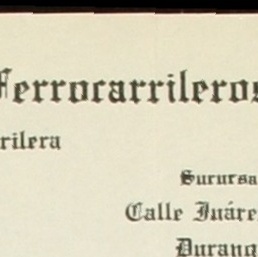 Ferrocarrileros
rilera
Sucursa
Calle Juáre
Durang